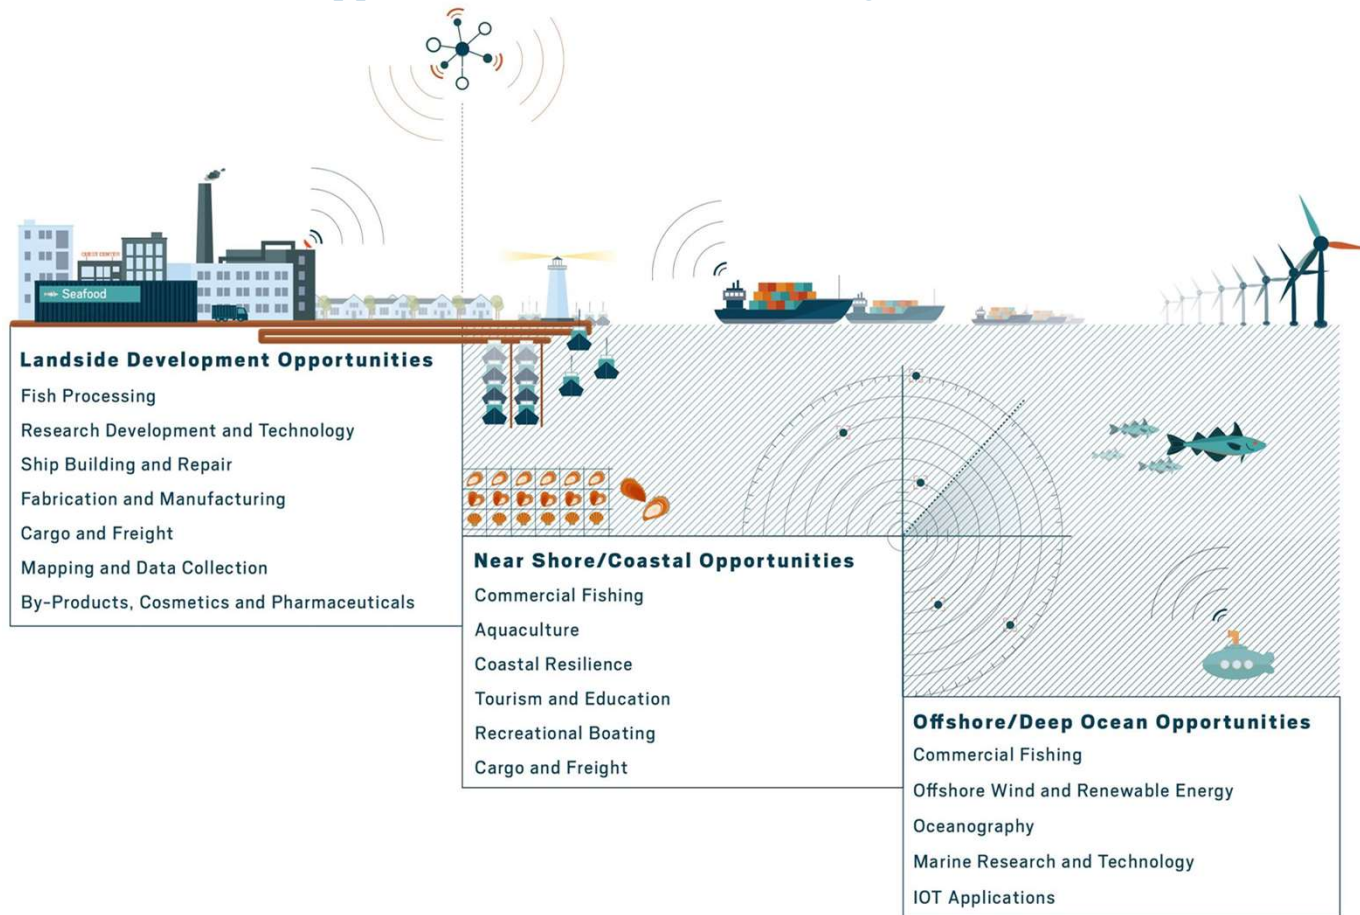 Seafood
Landside Development Opportunities
Fish Processing
Research Development and Technology
Ship Building and Repair
Fabrication and Manufacturing
Cargo and Freight
Mapping and Data Collection
By-Products, Cosmetics and Pharmaceuticals
Near Shore/Coastal Opportunities
Commercial Fishing
Aquaculture
Coastal Resilience
Tourism and Education
Recreational Boating
Cargo and Freight
Offshore/Deep Ocean Opportunities
Commercial Fishing
Offshore Wind and Renewable Energy
Oceanography
Marine Research and Technology
IOT Applications